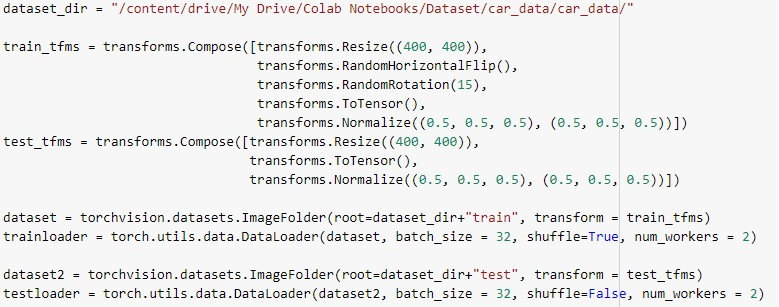 dataset_dir = "/content/drive/My Drive/Colab Notebooks/Dataset/car_data/car_data/"
train_tfms = transforms.Compose([transforms.Resize((400, 400)),
transforms.RandomHorizontalFlip(),
transforms.RandomRotation(15),
transforms.ToTensor(),
transforms.Normalize((0.5, 0.5, 0.5), (0.5, 0.5, 0.5))])
test_tfms = transforms.Compose([transforms.Resize((400, 400)),
transforms.ToTensor(),
transforms.Normalize((0.5, 0.5, 0.5), (0.5, 0.5, 0.5))])
dataset = torchvision.datasets.ImageFolder(root=dataset_dir+"train", transform = train_tfms)
trainloader = torch.utils.data.DataLoader(dataset, batch_size = 32, shuffle=True, num_workers = 2)
dataset2 = torchvision.datasets.ImageFolder(root=dataset_dir+"test", transform = test_tfms)
testloader = torch.utils.data.DataLoader(dataset2, batch_size = 32, shuffle=False, num_workers = 2)